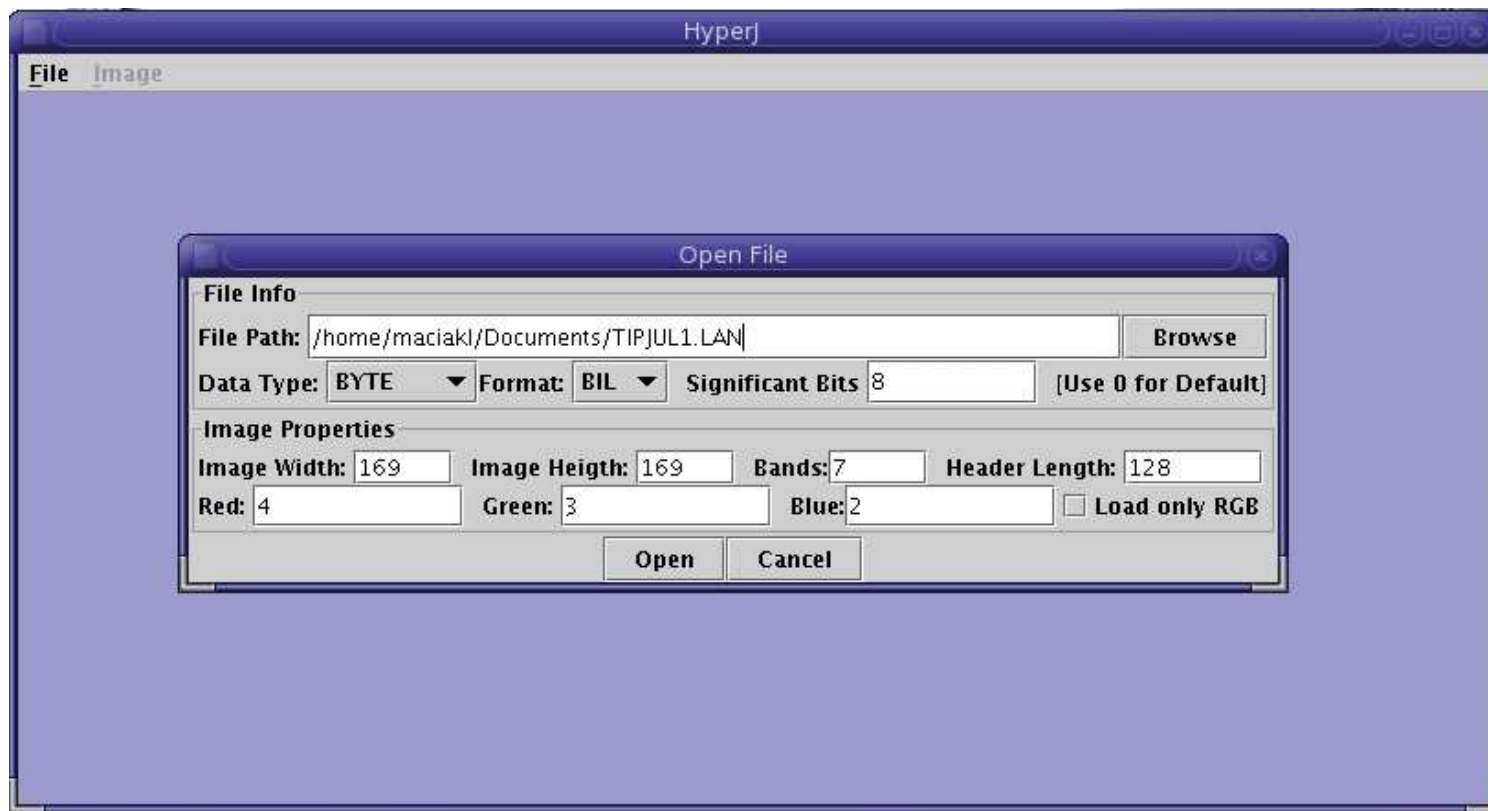 HyperJ
File Image
Open File
File Info
File Path: /home/maciakl/Documents/TIPJUL1.LAN Browse
Data Type: BYTE Format: BIL Significant Bits 8 [Use 0 for Default]
Image Properties
Image Width: 169 Image Heigth: 169 Bands: 7 Header Length: 128
Red: 4 Green: 3 Blue: 2 Load only RGB
Open Cancel